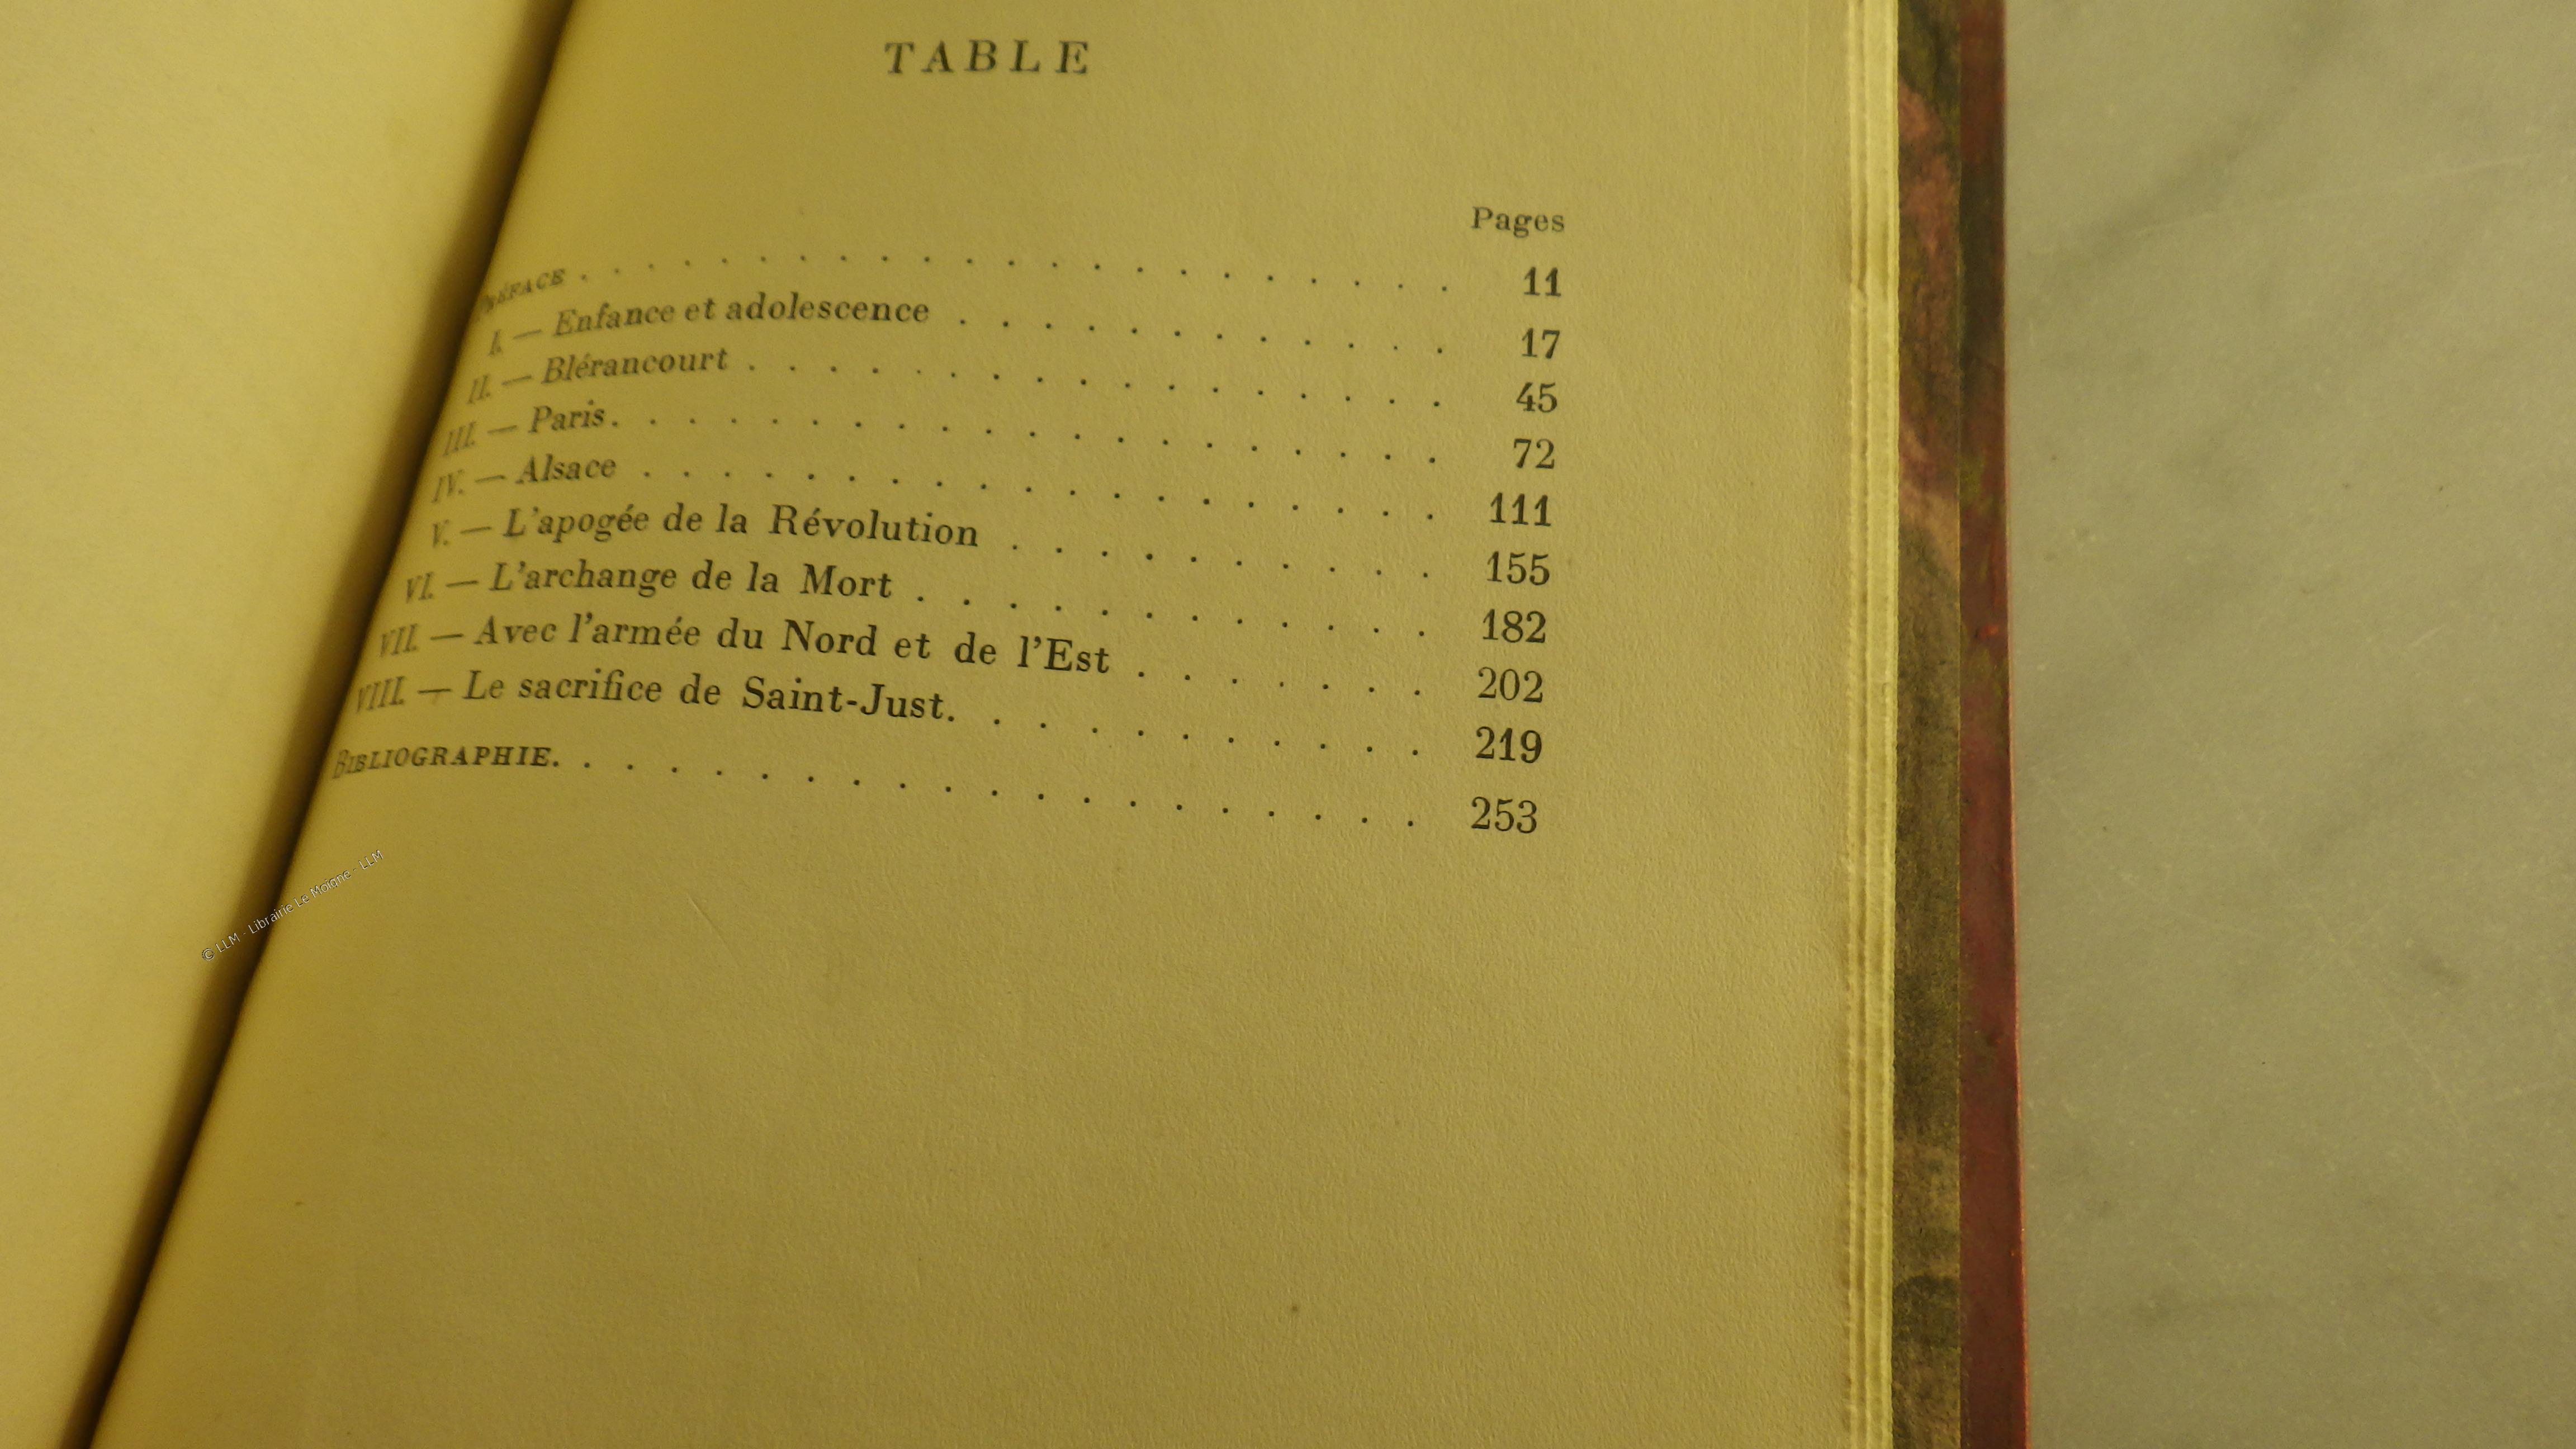 TABLE
Pages
PRÉFACE . . . . . . . . . . . . . . . . . . . . . . 11
I. — Enfance et adolescence . . . . . . . . . . . . 17
II. — Blérancourt . . . . . . . . . . . . . . . . . 45
III. — Paris. . . . . . . . . . . . . . . . . . . . 72
IV. — Alsace . . . . . . . . . . . . . . . . . . . 111
V. — L'apogée de la Révolution . . . . . . . . . . 155
VI. — L'archange de la Mort . . . . . . . . . . . . 182
VII. — Avec l'armée du Nord et de l'Est . . . . . . . 202
VIII. — Le sacrifice de Saint-Just. . . . . . . . . . . 219
BIBLIOGRAPHIE. . . . . . . . . . . . . . . . . . . . 253
© LLM - Librairie Le Moigne - LLM